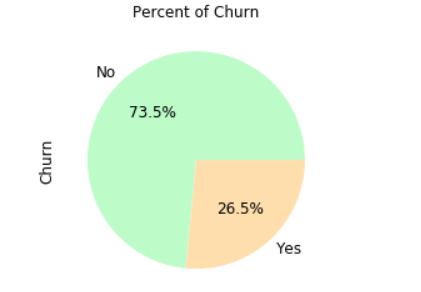 Percent of Churn
No
73.5%
Churn
26.5%
Yes